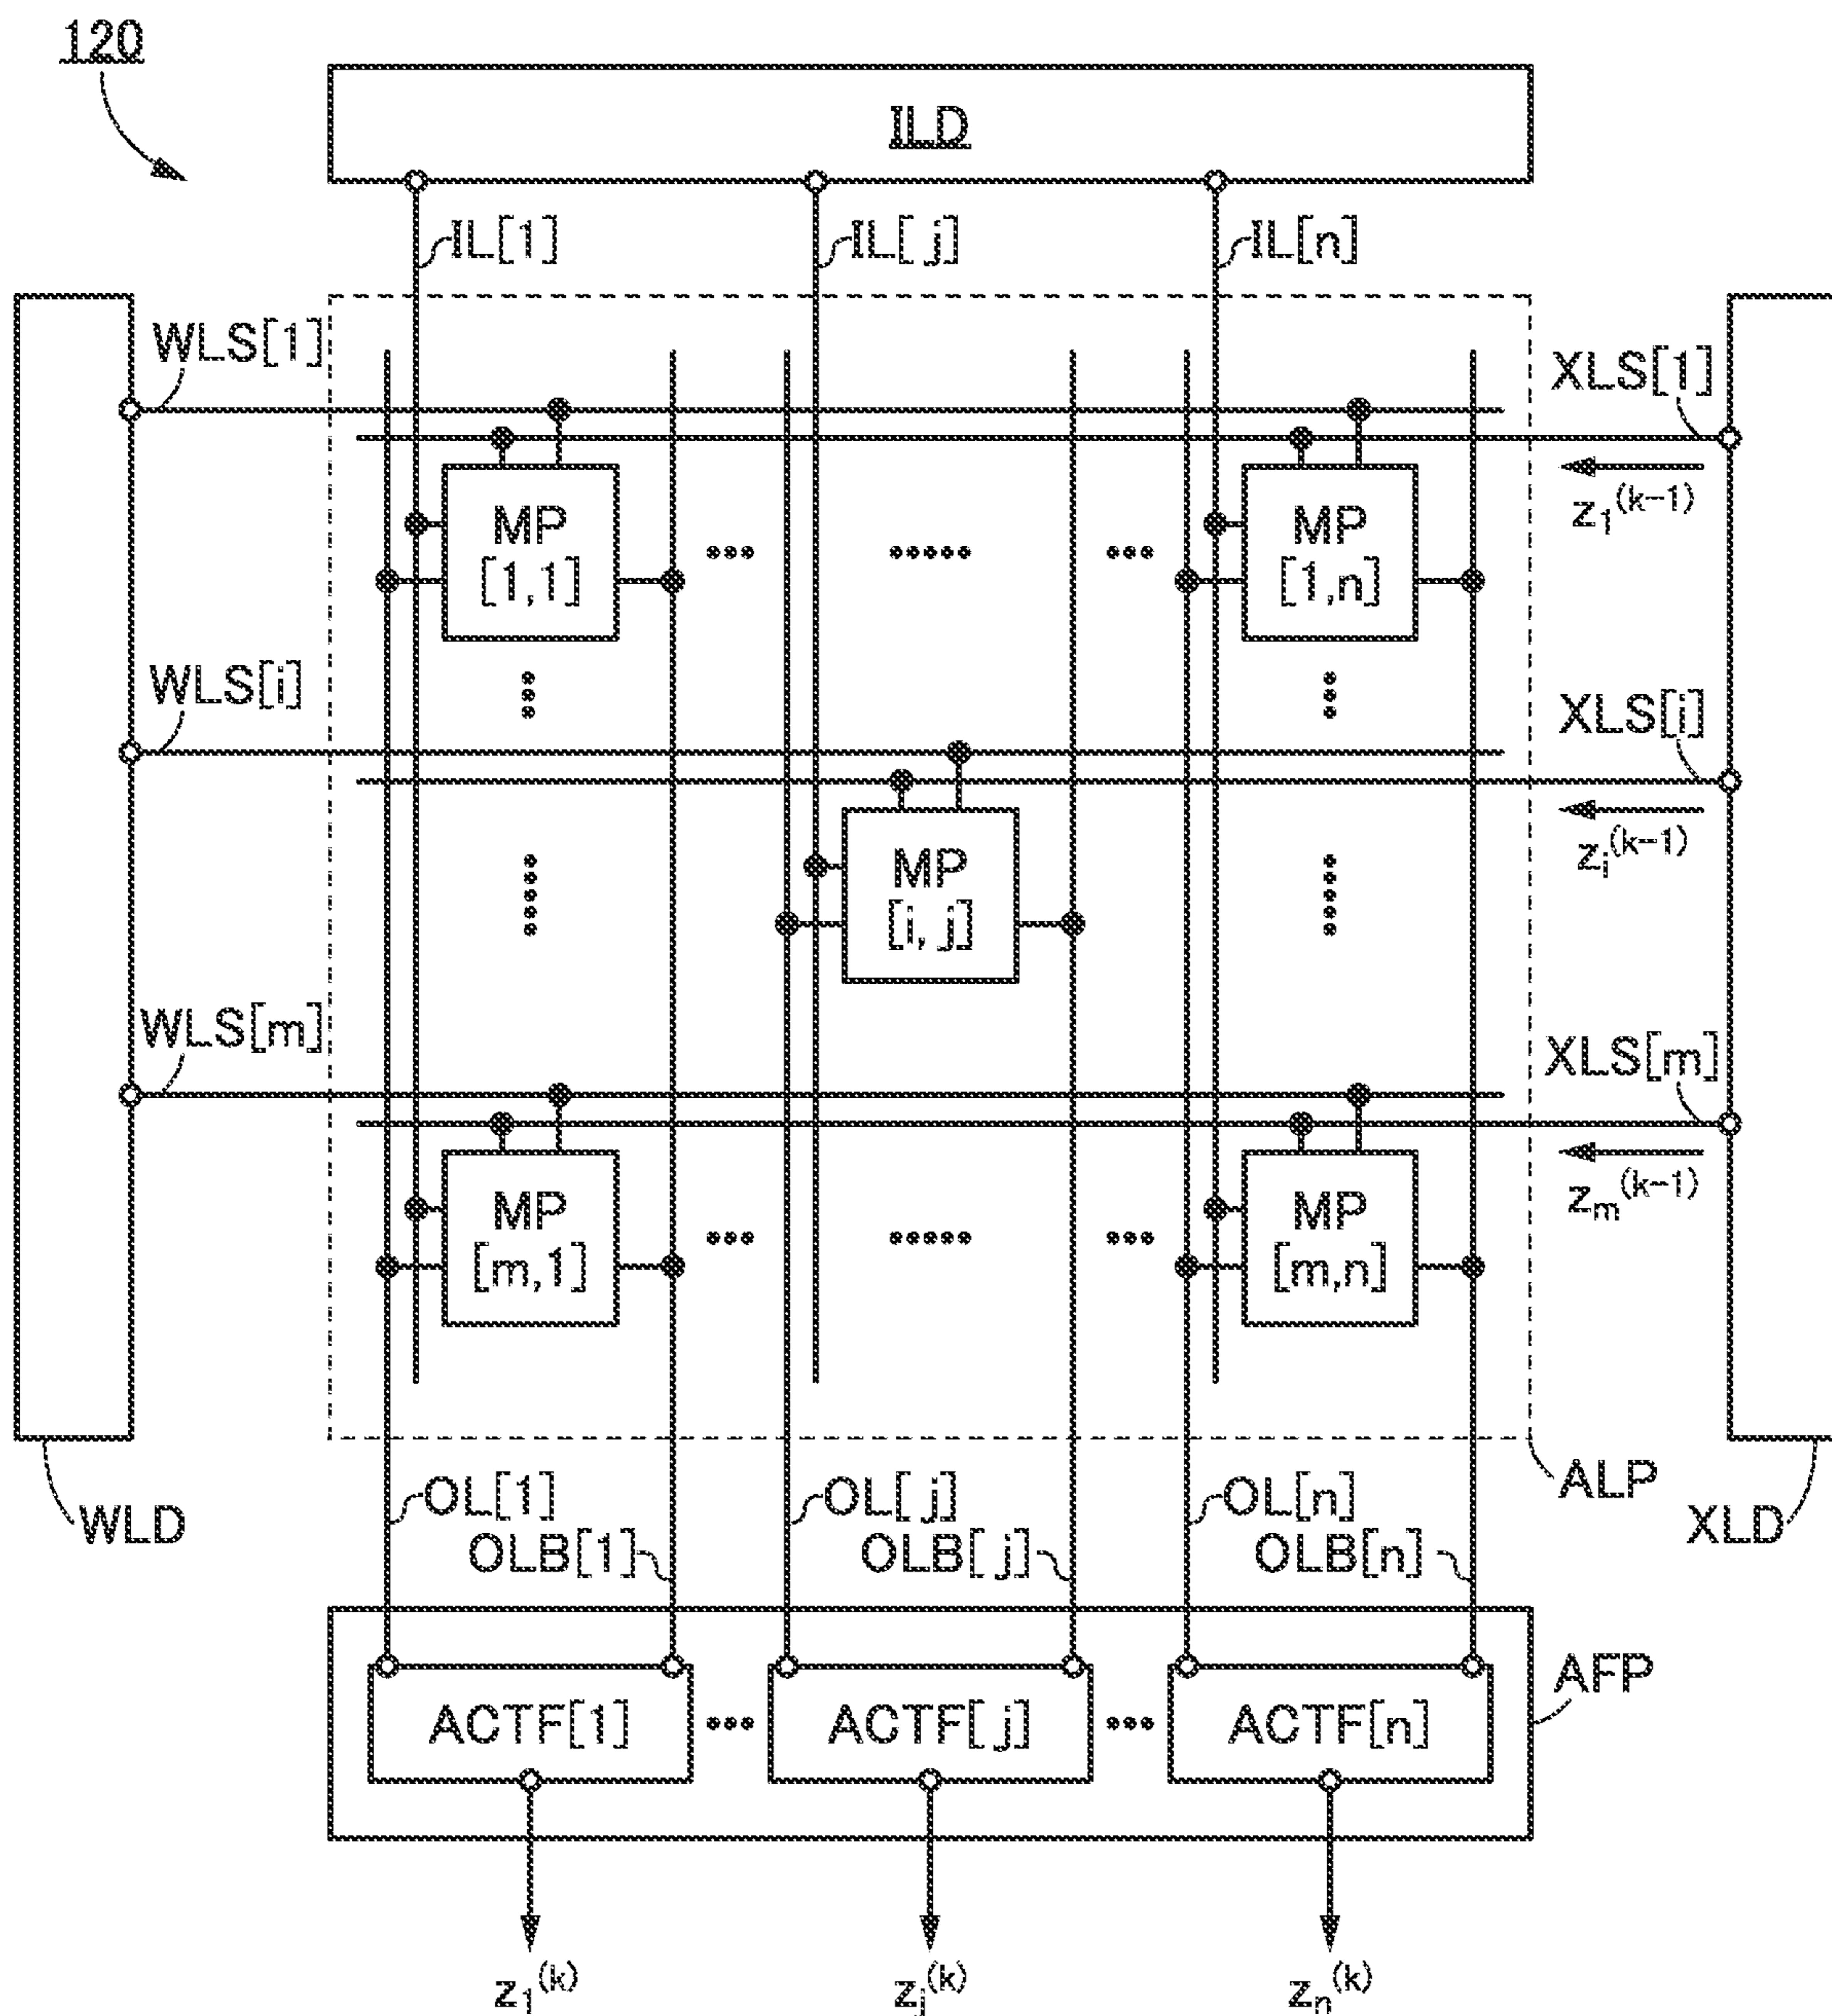 120
ILD
IL[1] IL[j] IL[n]
WLS[1] XLS[1]
z₁⁽ᵏ⁻¹⁾
MP MP
[1,1] [1,n]
WLS[i] XLS[i]
zᵢ⁽ᵏ⁻¹⁾
MP
[i,j]
WLS[m] XLS[m]
zₘ⁽ᵏ⁻¹⁾
MP MP
[m,1] [m,n]
WLD ALP XLD
OL[1] OL[j] OL[n]
OLB[1] OLB[j] OLB[n]
AFP
ACTF[1] ACTF[j] ACTF[n]
z₁⁽ᵏ⁾ zⱼ⁽ᵏ⁾ zₙ⁽ᵏ⁾